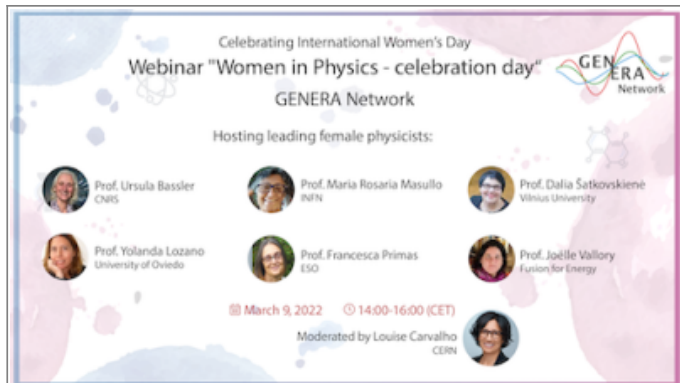 Celebrating International Women's Day
Webinar "Women in Physics - celebration day"
GENERA Network
GEN
ERA
Network
Hosting leading female physicists:
Prof. Ursula Bassler
CNRS
Prof. Maria Rosaria Masullo
INFN
Prof. Dalia Šatkovskienė
Vilnius University
Prof. Yolanda Lozano
University of Oviedo
Prof. Francesca Primas
ESO
Prof. Joëlle Vallory
Fusion for Energy
March 9, 2022 14:00-16:00 (CET)
Moderated by Louise Carvalho
CERN